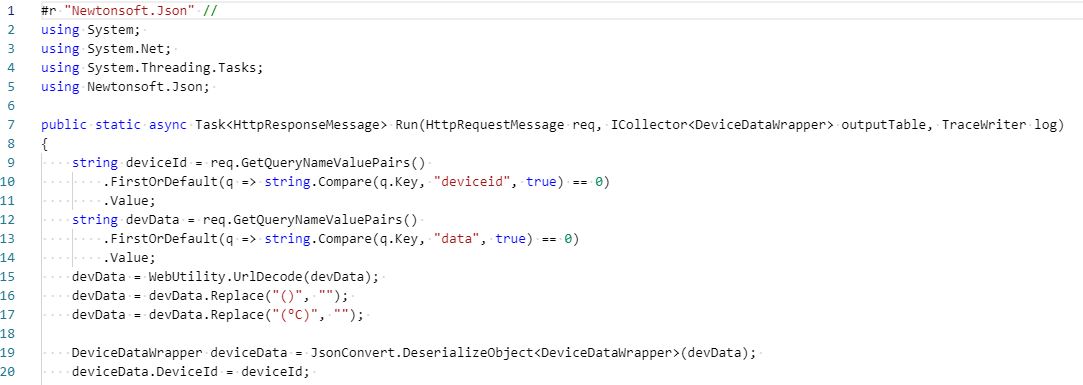 1 #r "Newtonsoft.Json" //
2 using System;
3 using System.Net;
4 using System.Threading.Tasks;
5 using Newtonsoft.Json;
6
7 public static async Task<HttpResponseMessage> Run(HttpRequestMessage req, ICollector<DeviceDataWrapper> outputTable, TraceWriter log)
8 {
9     string deviceId = req.GetQueryNameValuePairs()
10         .FirstOrDefault(q => string.Compare(q.Key, "deviceid", true) == 0)
11         .Value;
12     string devData = req.GetQueryNameValuePairs()
13         .FirstOrDefault(q => string.Compare(q.Key, "data", true) == 0)
14         .Value;
15     devData = WebUtility.UrlDecode(devData);
16     devData = devData.Replace("()", "");
17     devData = devData.Replace("(°C)", "");
18
19     DeviceDataWrapper deviceData = JsonConvert.DeserializeObject<DeviceDataWrapper>(devData);
20     deviceData.DeviceId = deviceId;